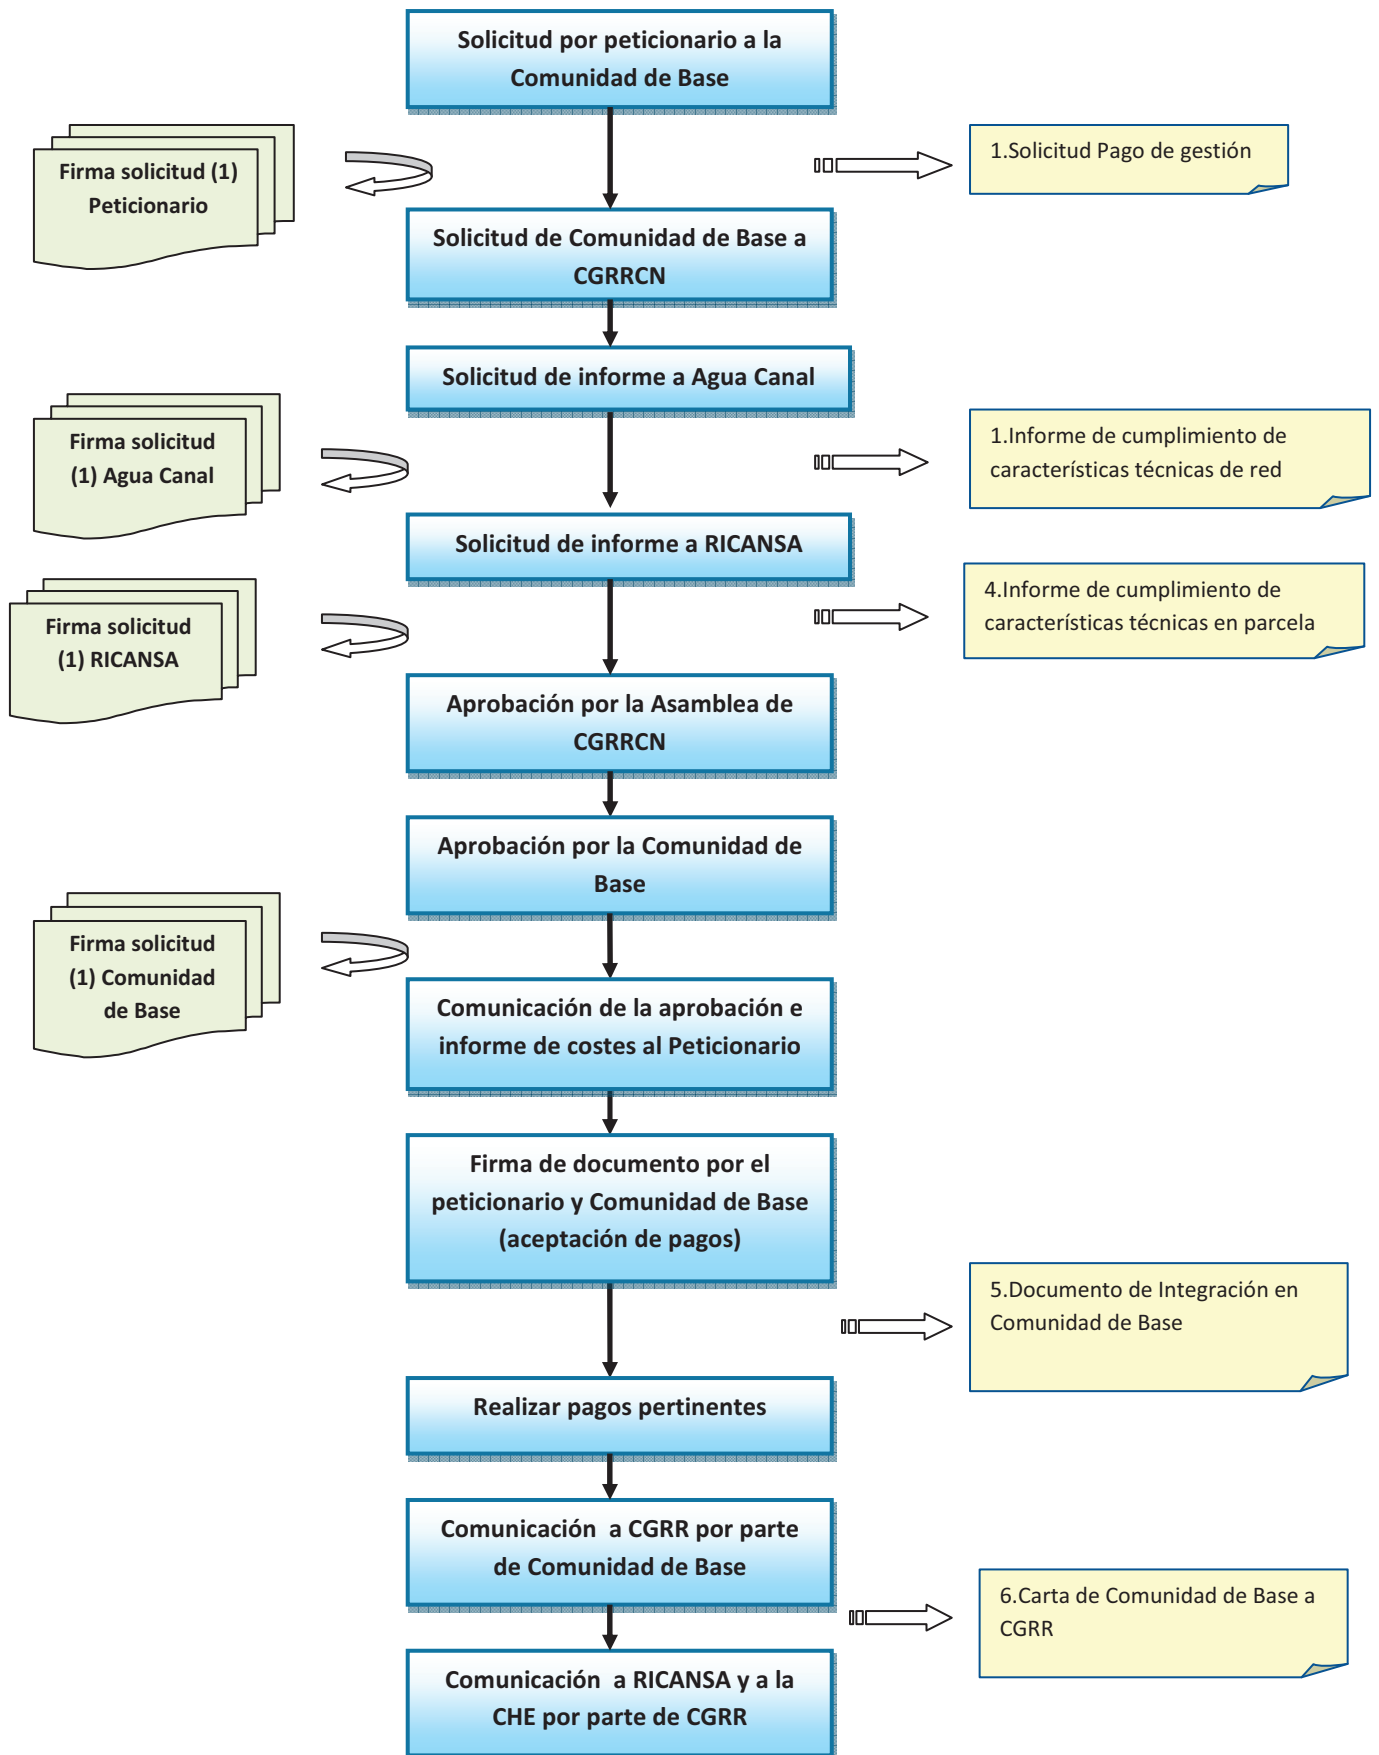 Solicitud por peticionario a la
Comunidad de Base
Firma solicitud (1)
Peticionario
1.Solicitud Pago de gestión
Solicitud de Comunidad de Base a
CGRRCN
Solicitud de informe a Agua Canal
Firma solicitud
(1) Agua Canal
1.Informe de cumplimiento de
características técnicas de red
Solicitud de informe a RICANSA
Firma solicitud
(1) RICANSA
4.Informe de cumplimiento de
características técnicas en parcela
Aprobación por la Asamblea de
CGRRCN
Aprobación por la Comunidad de
Base
Firma solicitud
(1) Comunidad
de Base
Comunicación de la aprobación e
informe de costes al Peticionario
Firma de documento por el
peticionario y Comunidad de Base
(aceptación de pagos)
5.Documento de Integración en
Comunidad de Base
Realizar pagos pertinentes
Comunicación  a CGRR por parte
de Comunidad de Base
6.Carta de Comunidad de Base a
CGRR
Comunicación  a RICANSA y a la
CHE por parte de CGRR